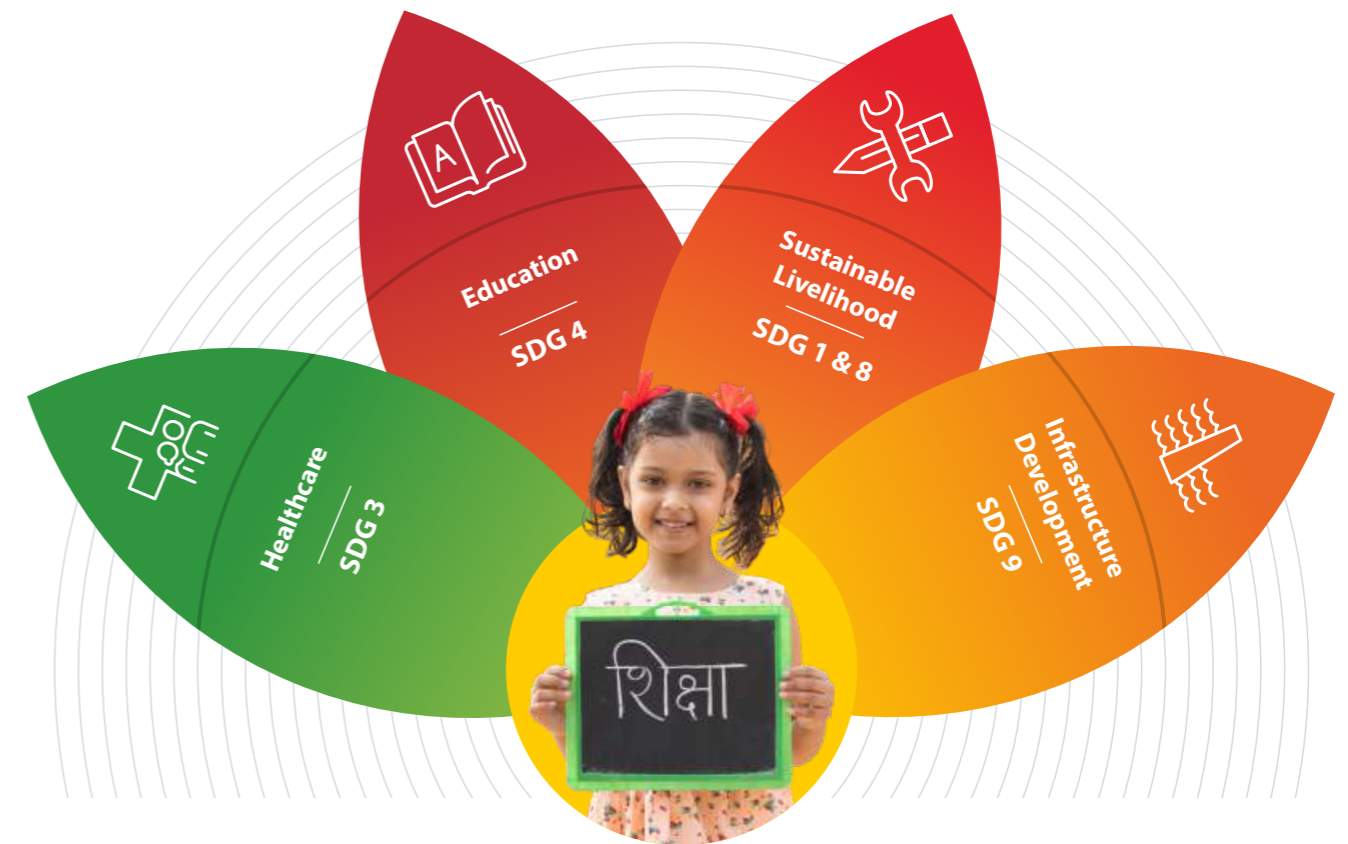 Healthcare
SDG 3
Education
SDG 4
A
Sustainable
Livelihood
SDG 1 & 8
Infrastructure
Development
SDG 9
शिक्षा